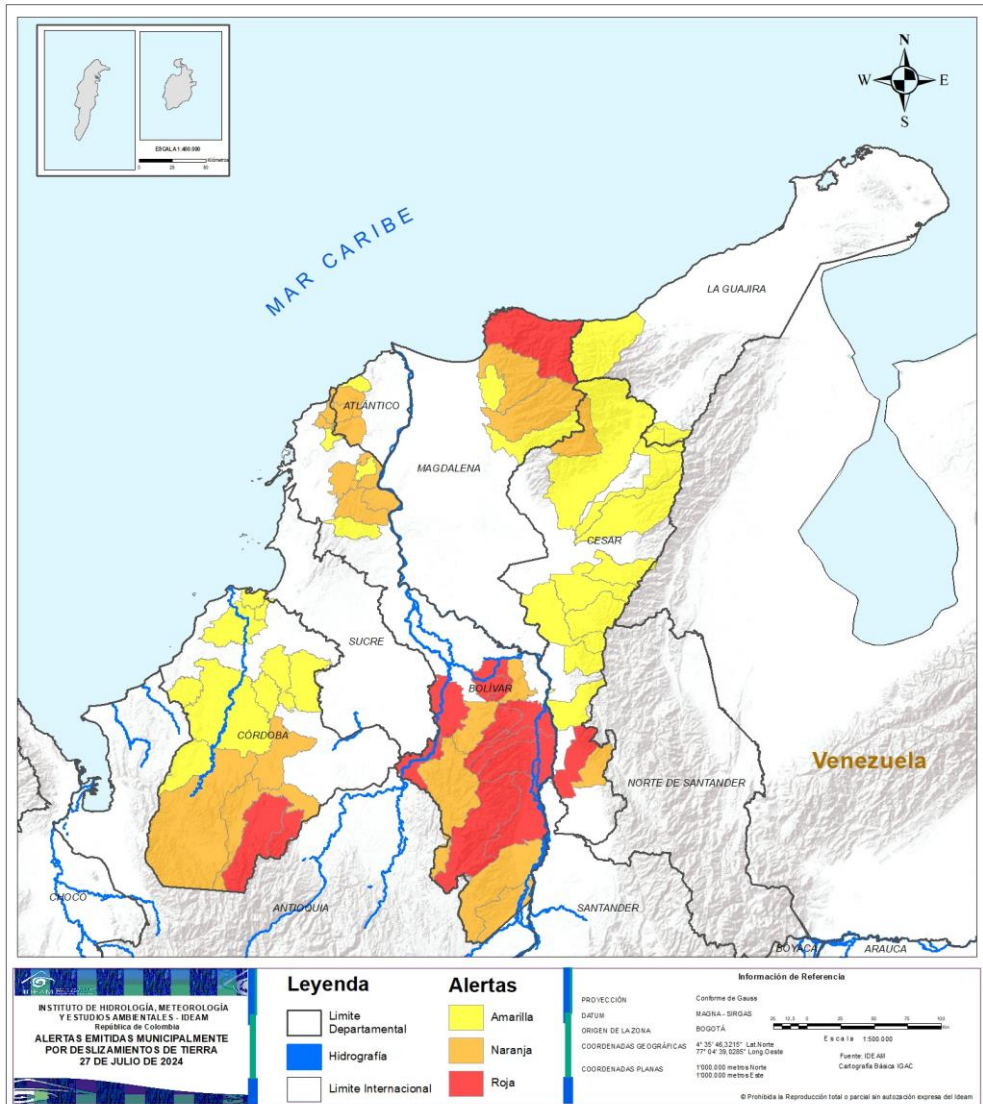 N
W
E
S
ESCALA 1:400.000
Kilómetros
0
MAR CARIBE
LA GUAJIRA
ATLÁNTICO
MAGDALENA
CESAR
SUCRE
BOLÍVAR
CÓRDOBA
NORTE DE SANTANDER
Venezuela
CHOCO
ANTIOQUIA
SANTANDER
BOYACÁ
ARAUCA
IDEAM
INSTITUTO DE HIDROLOGÍA, METEOROLOGÍA
Y ESTUDIOS AMBIENTALES - IDEAM
República de Colombia
ALERTAS EMITIDAS MUNICIPALMENTE
POR DESLIZAMIENTOS DE TIERRA
27 DE JULIO DE 2024
Leyenda
Limite
Departamental
Hidrografía
Limite Internacional
Alertas
Amarilla
Naranja
Roja
Información de Referencia
PROYECCIÓN Conforme de Gauss
DATUM MAGNA - SIRGAS
ORIGEN DE LA ZONA BOGOTÁ
COORDENADAS GEOGRÁFICAS 4° 35' 46,3215" Lat.Norte
77° 04' 39,0285" Long.Oeste
COORDENADAS PLANAS 1'000.000 metros Norte
1'000.000 metros Este
Escala 1:500.000
Fuente: IDEAM
Cartografía Básica IGAC
© Prohibida la Reproducción total o parcial sin autozación expresa del Ideam